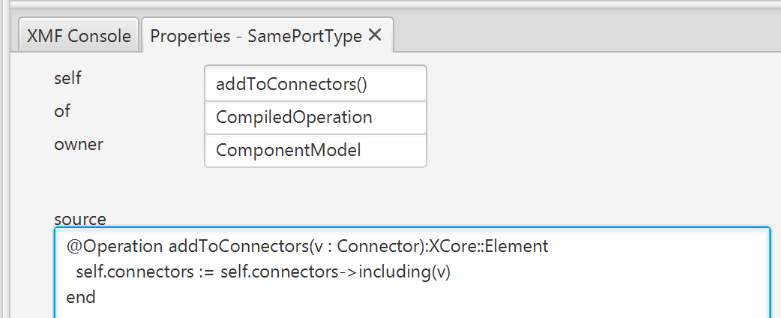 XMF Console Properties - SamePortType ✕
self addToConnectors()
of CompiledOperation
owner ComponentModel
source
@Operation addToConnectors(v : Connector):XCore::Element
  self.connectors := self.connectors->including(v)
end